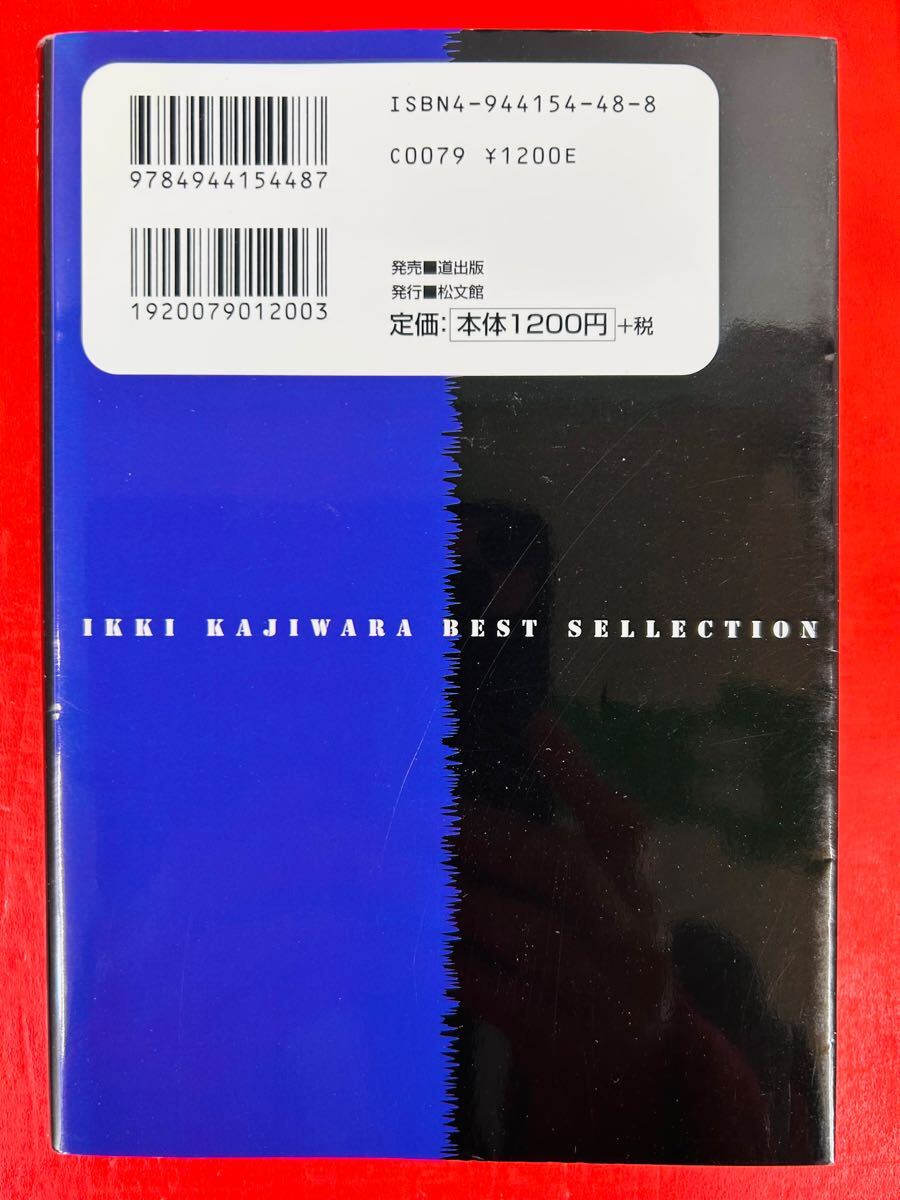 ISBN4-944154-48-8
C0079 ¥1200E
9784944154487
1920079012003
発売■道出版
発行■松文館
定価:本体1200円+税
IKKI KAJIWARA BEST SELLECTION